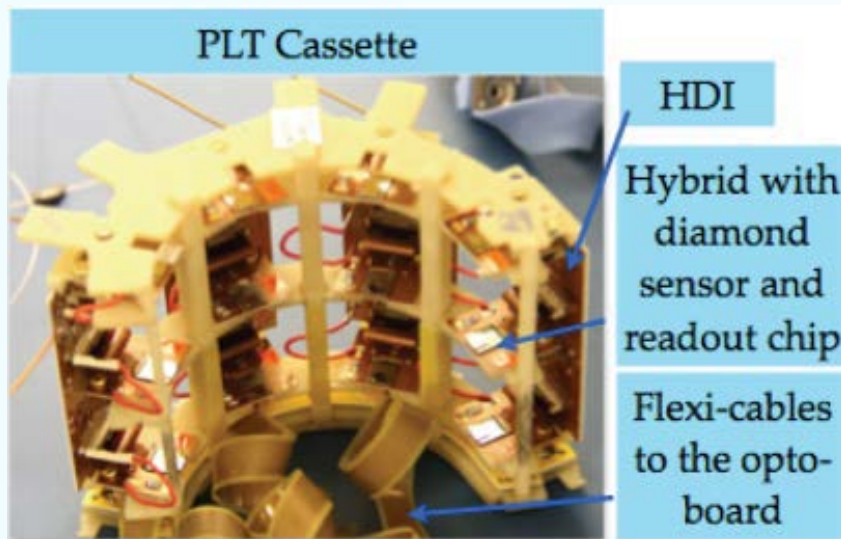 PLT Cassette
HDI
Hybrid with
diamond
sensor and
readout chip
Flexi-cables
to the opto-
board